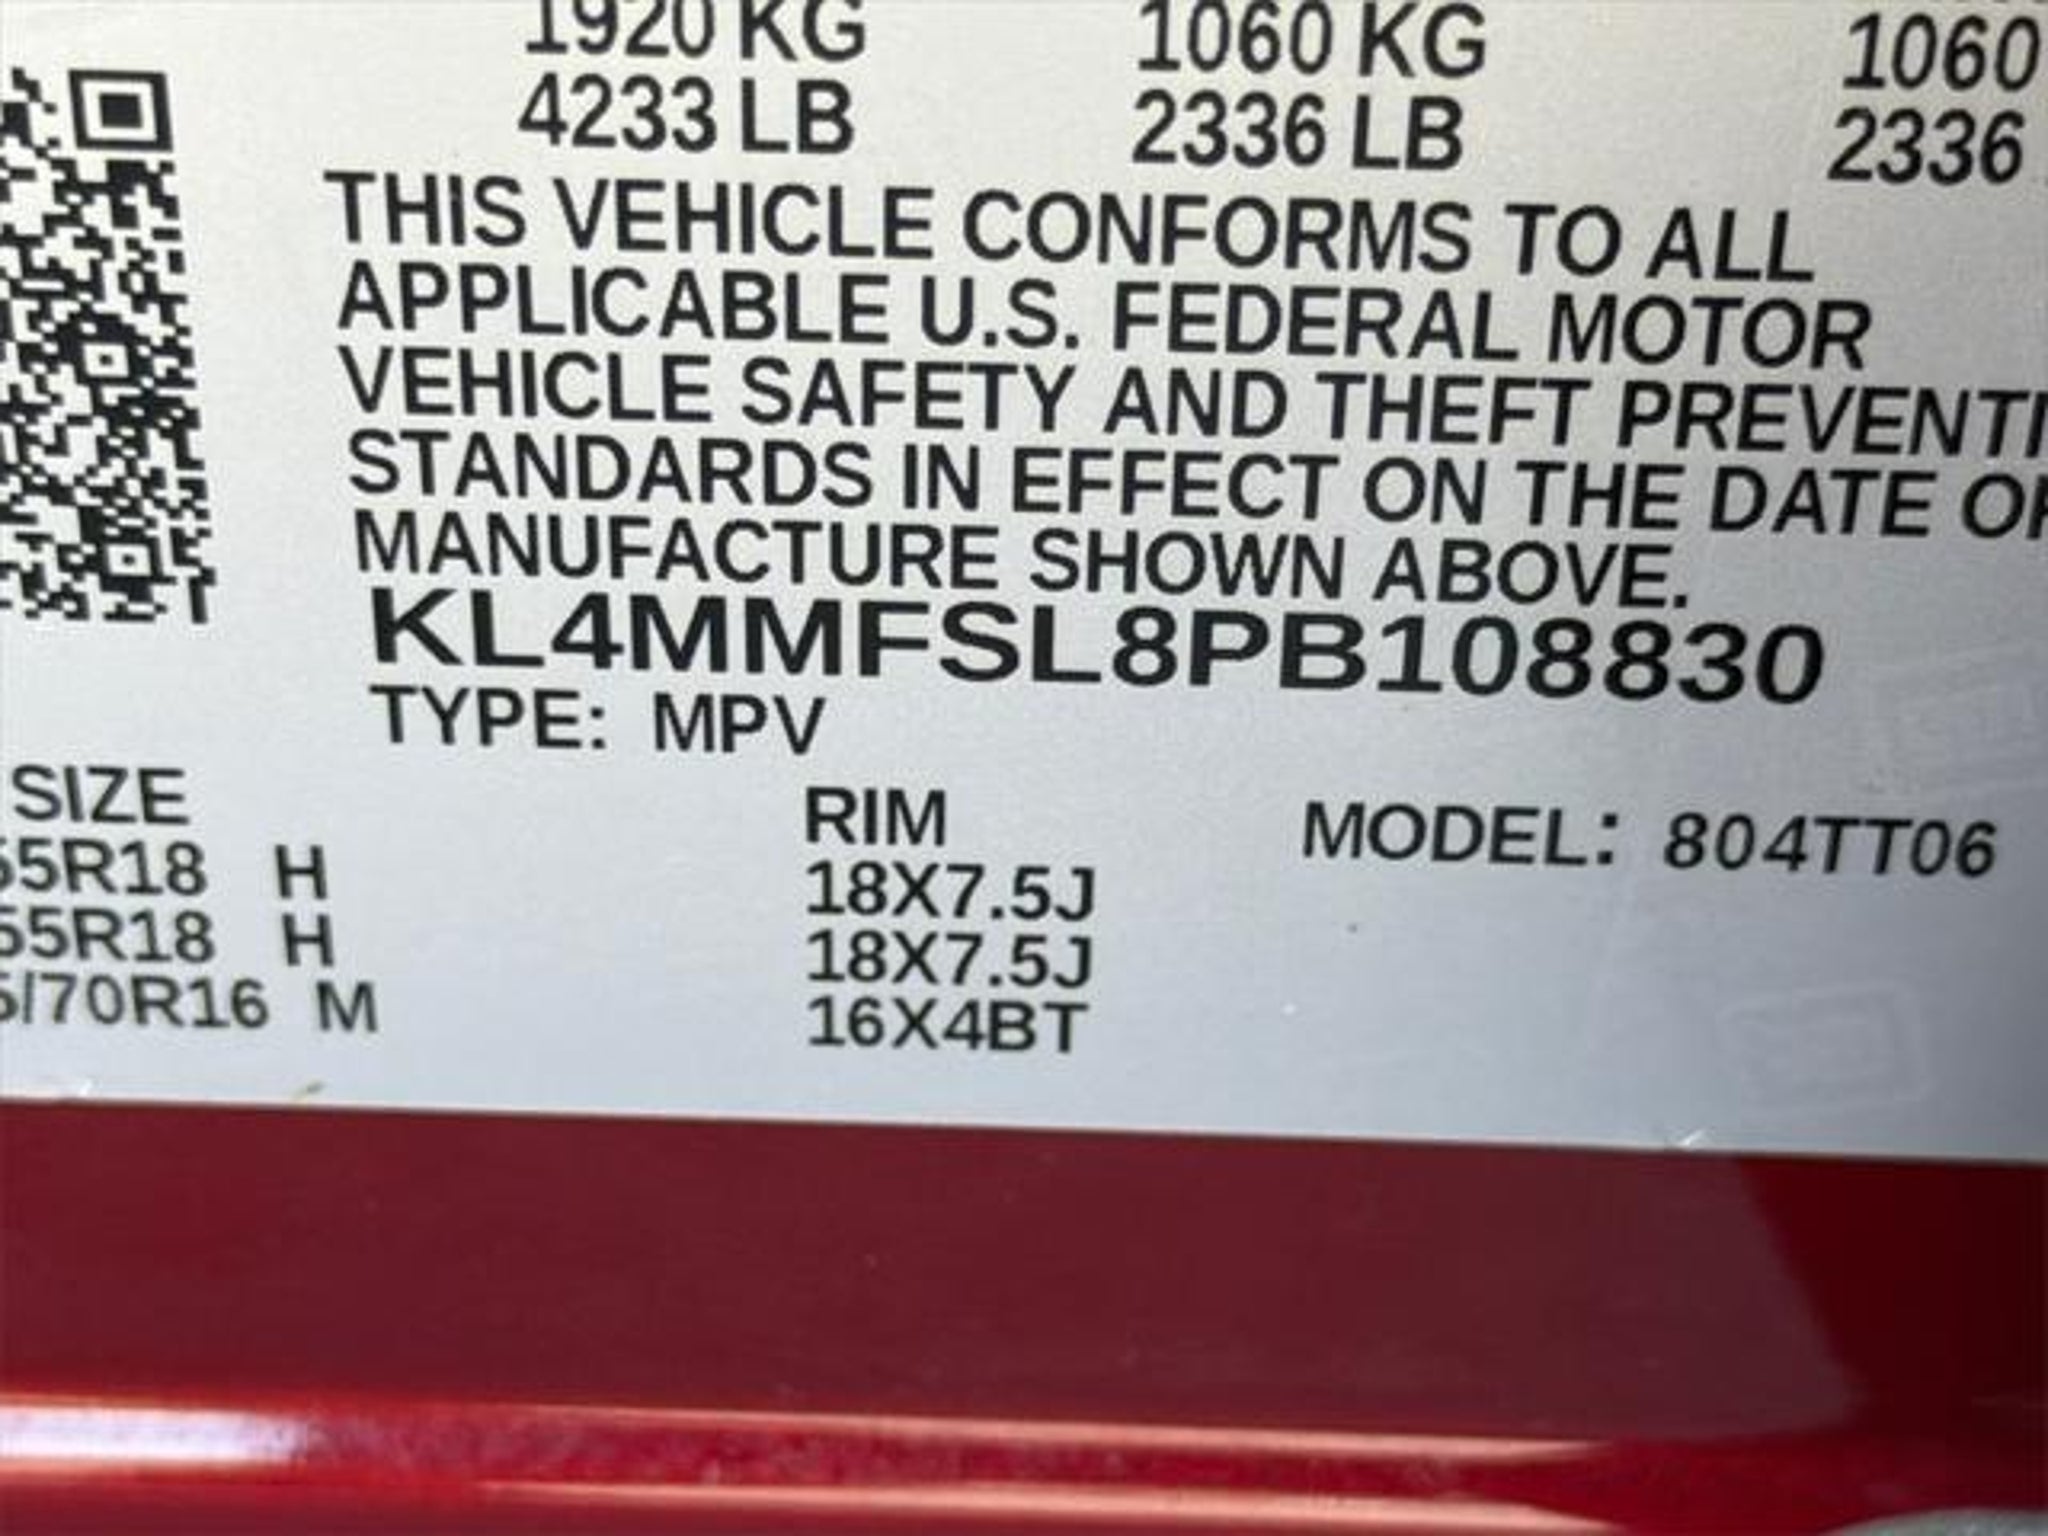 1920 KG 1060 KG 1060
4233 LB 2336 LB 2336
THIS VEHICLE CONFORMS TO ALL
APPLICABLE U.S. FEDERAL MOTOR
VEHICLE SAFETY AND THEFT PREVENTI
STANDARDS IN EFFECT ON THE DATE OF
MANUFACTURE SHOWN ABOVE.
KL4MMFSL8PB108830
TYPE: MPV
SIZE RIM MODEL: 804TT06
55R18 H 18X7.5J
55R18 H 18X7.5J
5/70R16 M 16X4BT